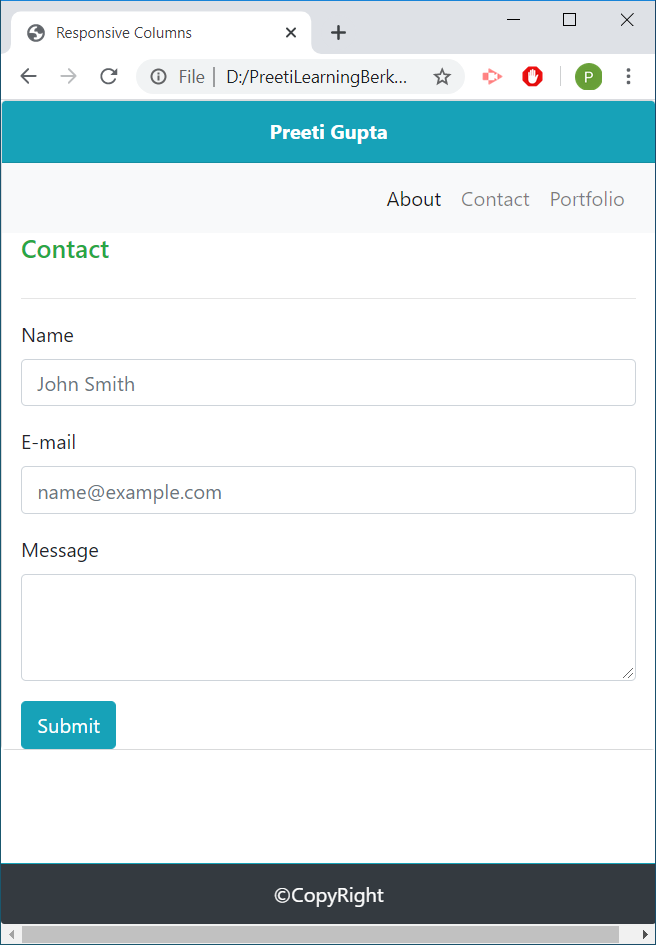 Responsive Columns
File | D:/PreetiLearningBerk...
P
Preeti Gupta
About Contact Portfolio
Contact
Name
John Smith
E-mail
name@example.com
Message
Submit
©CopyRight